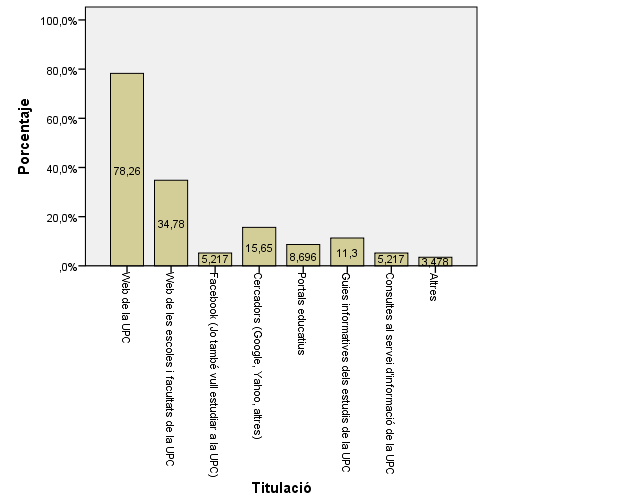 100,0%
80,0%
60,0%
40,0%
20,0%
,0%
Porcentaje
78,26
34,78
5,217
15,65
8,696
11,3
5,217
3,478
Web de la UPC
Web de les escoles i facultats de la UPC
Facebook (Jo també vull estudiar a la UPC)
Cercadors (Google, Yahoo, altres)
Portals educatius
Guies informatives dels estudis de la UPC
Consultes al servei d'informació de la UPC
Altres
Titulació